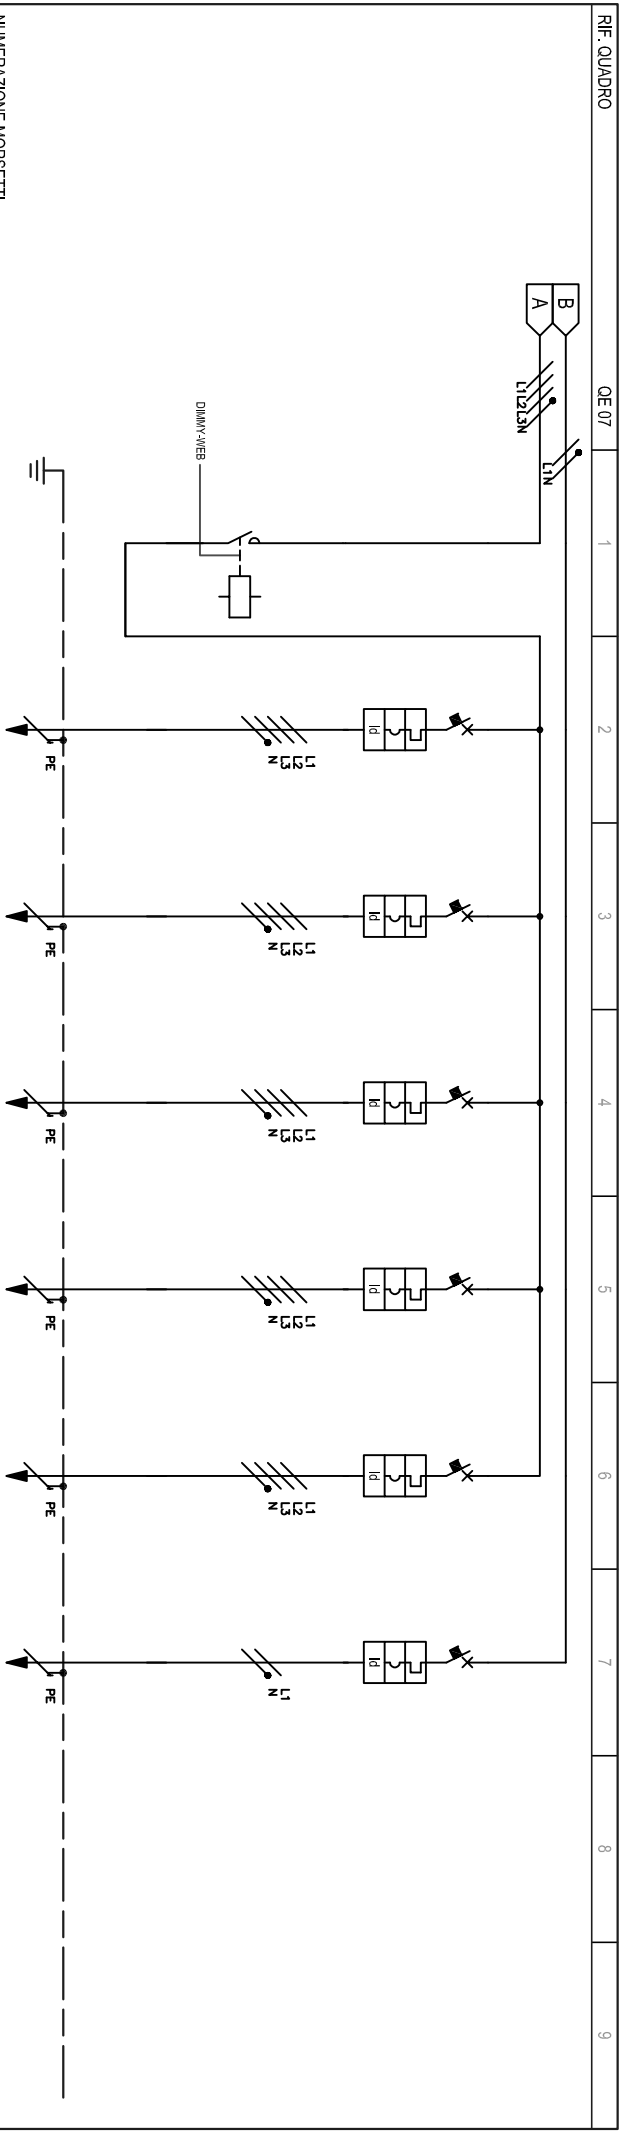 RIF. QUADRO
QE 07
1
2
3
4
5
6
7
8
9
B
A
L1N
L1L2L3N
DIMMY-WEB
Id
Id
Id
Id
Id
Id
L1
L2
L3
N
L1
L2
L3
N
L1
L2
L3
N
L1
L2
L3
N
L1
L2
L3
N
L1
N
PE
PE
PE
PE
PE
PE
NUMERAZIONE MORSETTI